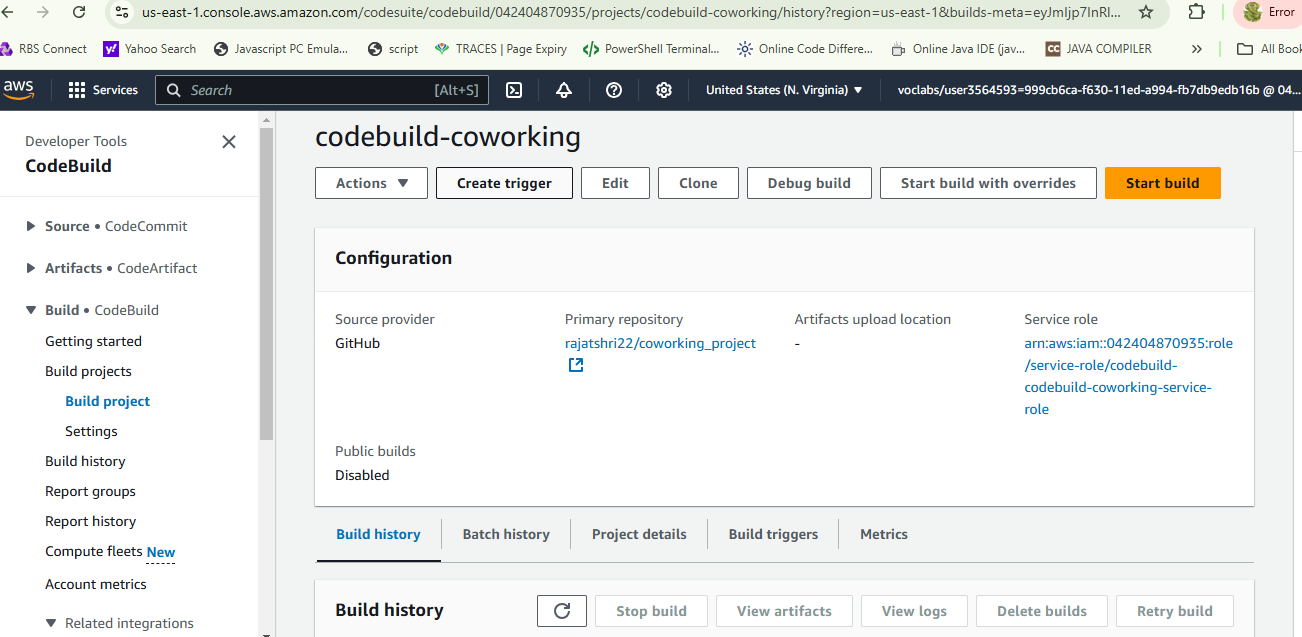 us-east-1.console.aws.amazon.com/codesuite/codebuild/042404870935/projects/codebuild-coworking/history?region=us-east-1&builds-meta=eyJmIjp7InRl...
Error
RBS Connect
Yahoo Search
Javascript PC Emula...
script
TRACES | Page Expiry
PowerShell Terminal...
Online Code Differe...
Online Java IDE (jav...
CC JAVA COMPILER
»
All Book
aws
Services
Search [Alt+S]
United States (N. Virginia)
voclabs/user3564593=999cb6ca-f630-11ed-a994-fb7db9edb16b @ 04...
Developer Tools
CodeBuild
Source • CodeCommit
Artifacts • CodeArtifact
Build • CodeBuild
Getting started
Build projects
Build project
Settings
Build history
Report groups
Report history
Compute fleets New
Account metrics
Related integrations
codebuild-coworking
Actions
Create trigger
Edit
Clone
Debug build
Start build with overrides
Start build
Configuration
Source provider
GitHub
Primary repository
rajatshri22/coworking_project
Artifacts upload location
-
Service role
arn:aws:iam::042404870935:role
/service-role/codebuild-
codebuild-coworking-service-
role
Public builds
Disabled
Build history
Batch history
Project details
Build triggers
Metrics
Build history
Stop build
View artifacts
View logs
Delete builds
Retry build